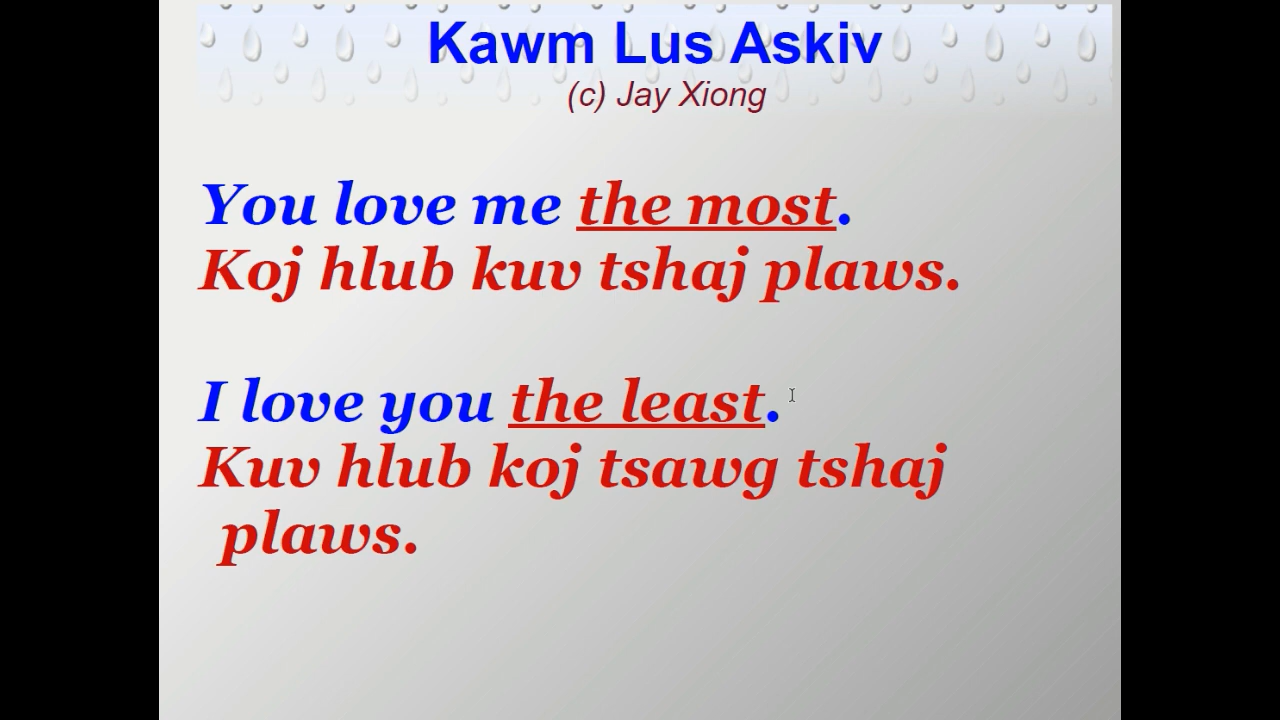 Kawm Lus Askiv
(c) Jay Xiong
You love me the most.
Koj hlub kuv tshaj plaws.
I love you the least.
Kuv hlub koj tsawg tshaj
plaws.